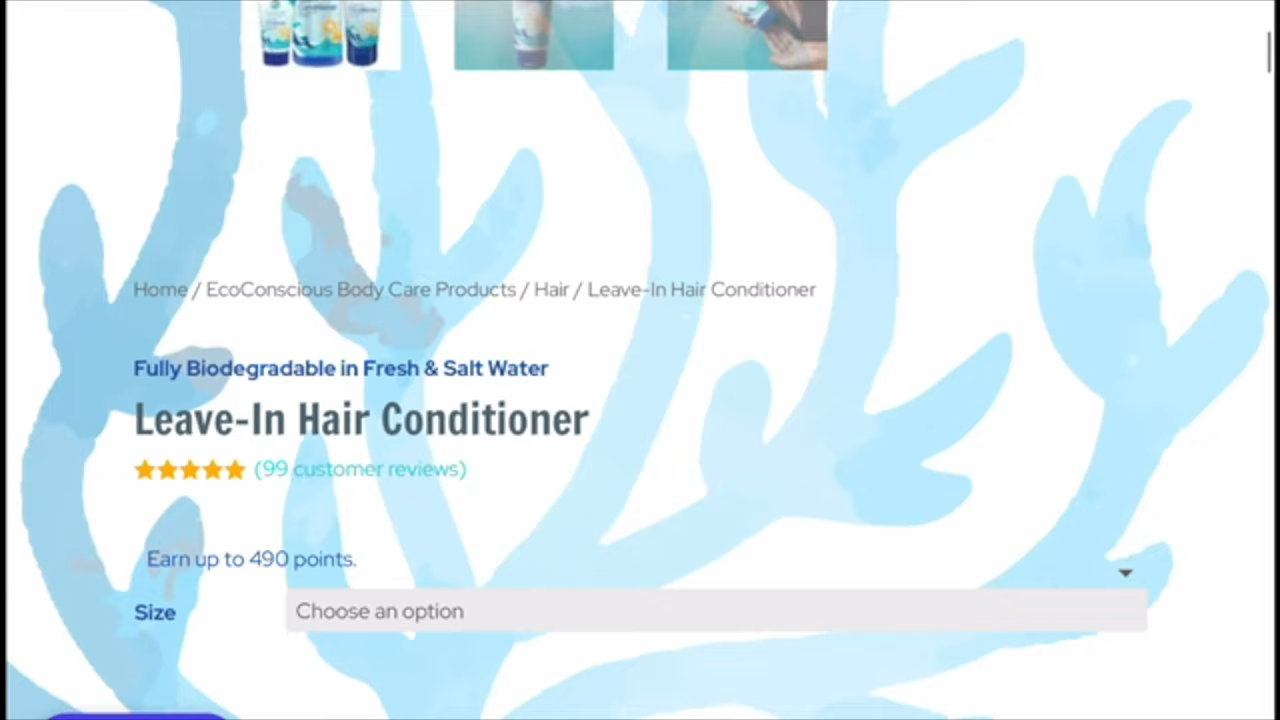 Home / EcoConscious Body Care Products / Hair / Leave-In Hair Conditioner
Fully Biodegradable in Fresh & Salt Water
Leave-In Hair Conditioner
(99 customer reviews)
Earn up to 490 points.
Size
Choose an option